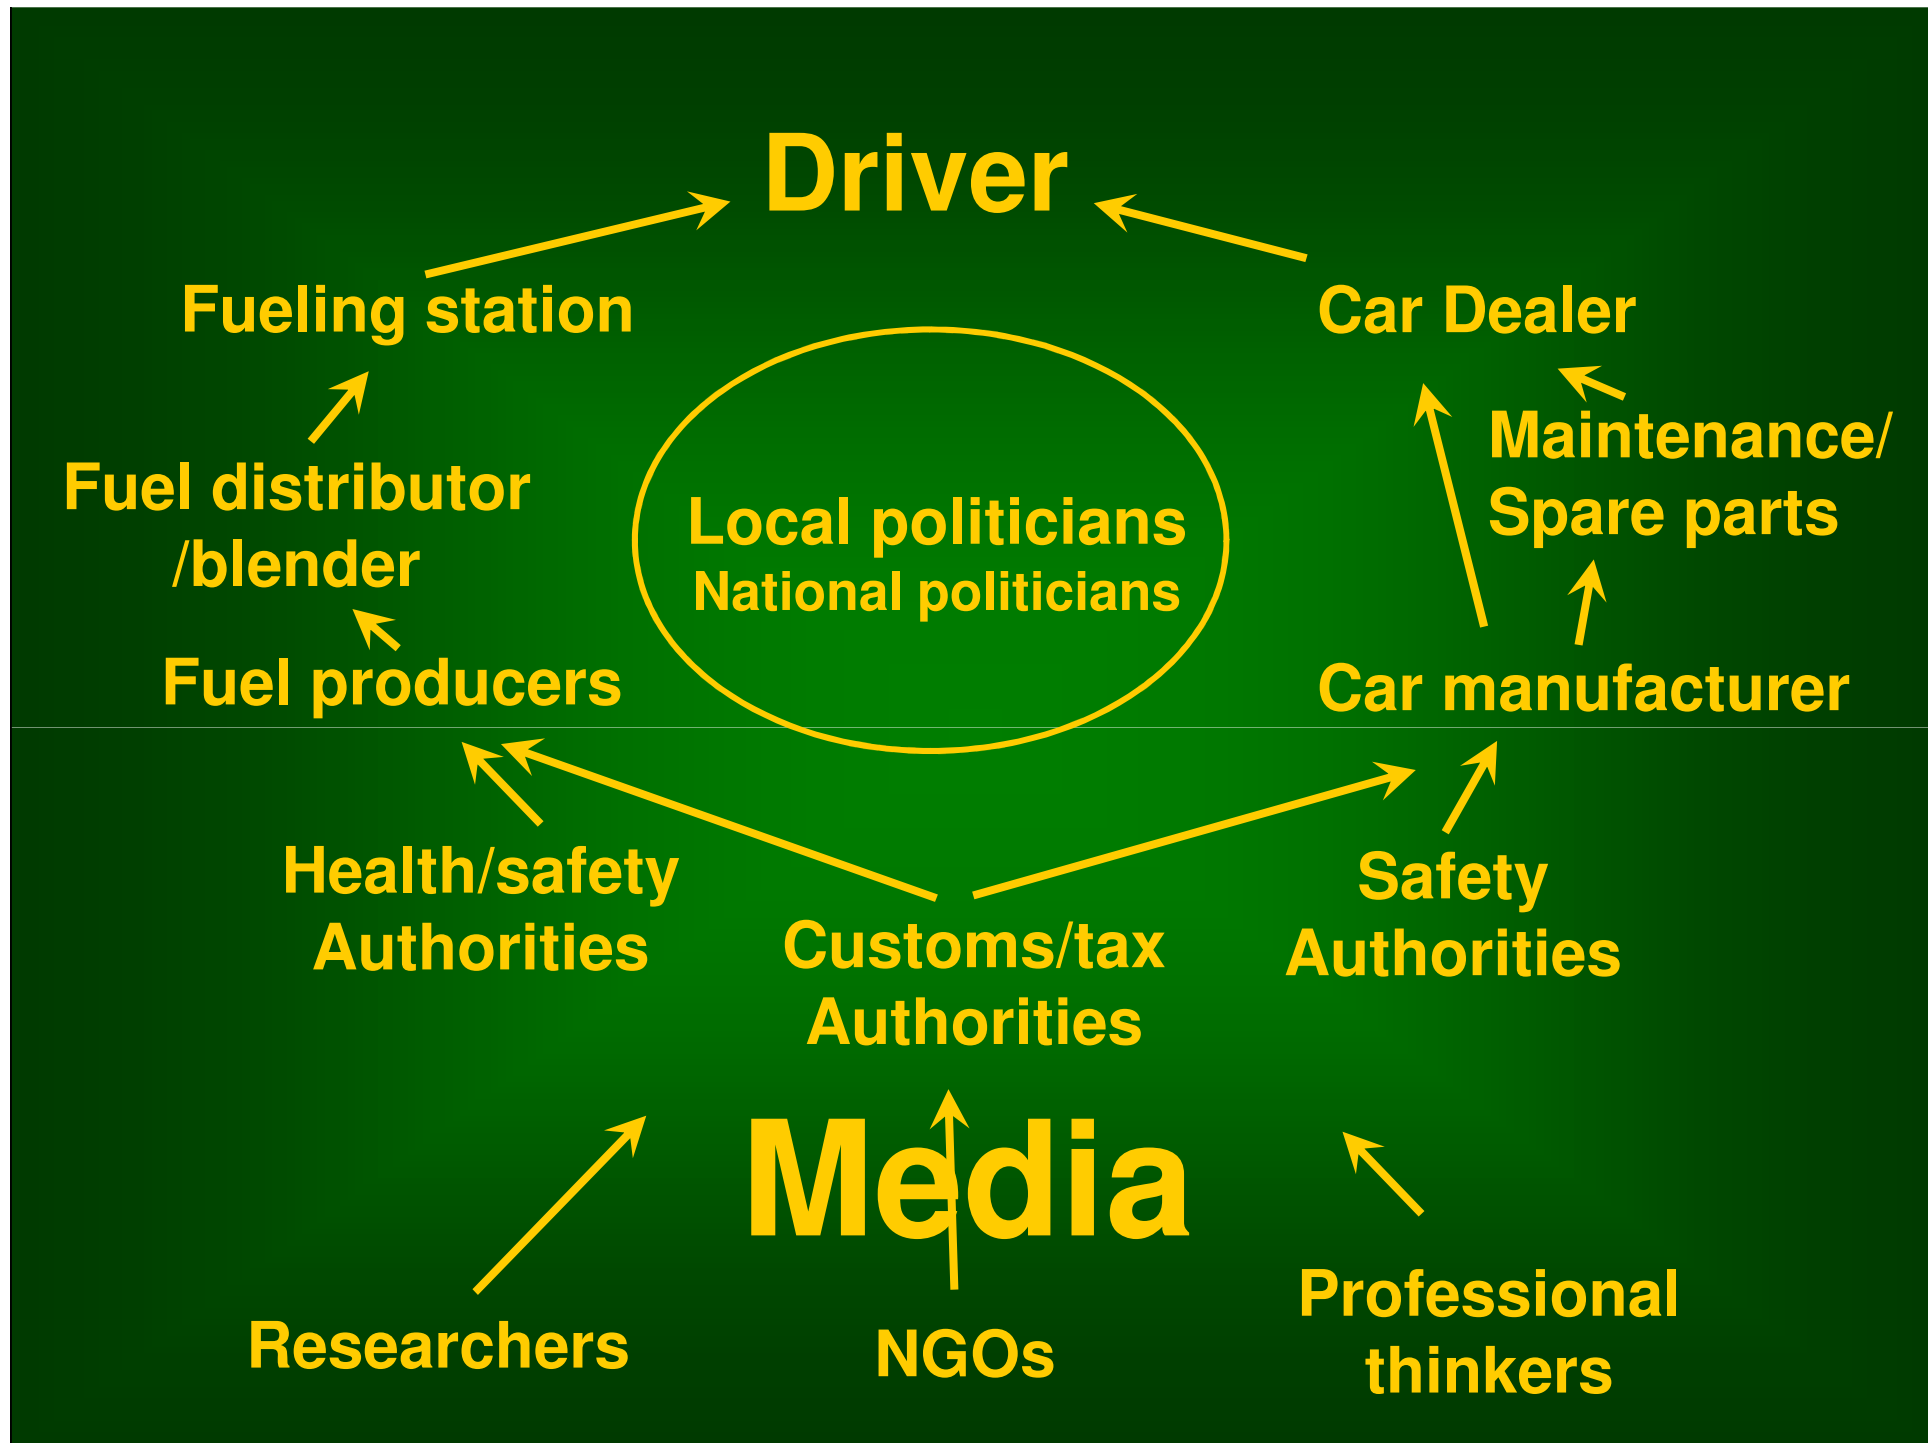 Driver
Fueling station
Car Dealer
Maintenance/
Spare parts
Fuel distributor
/blender
Local politicians
National politicians
Fuel producers
Car manufacturer
Health/safety
Authorities
Customs/tax
Authorities
Safety
Authorities
Media
Researchers
NGOs
Professional
thinkers